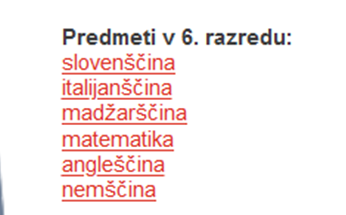 Predmeti v 6. razredu:
slovenščina
italijanščina
madžarščina
matematika
angleščina
nemščina